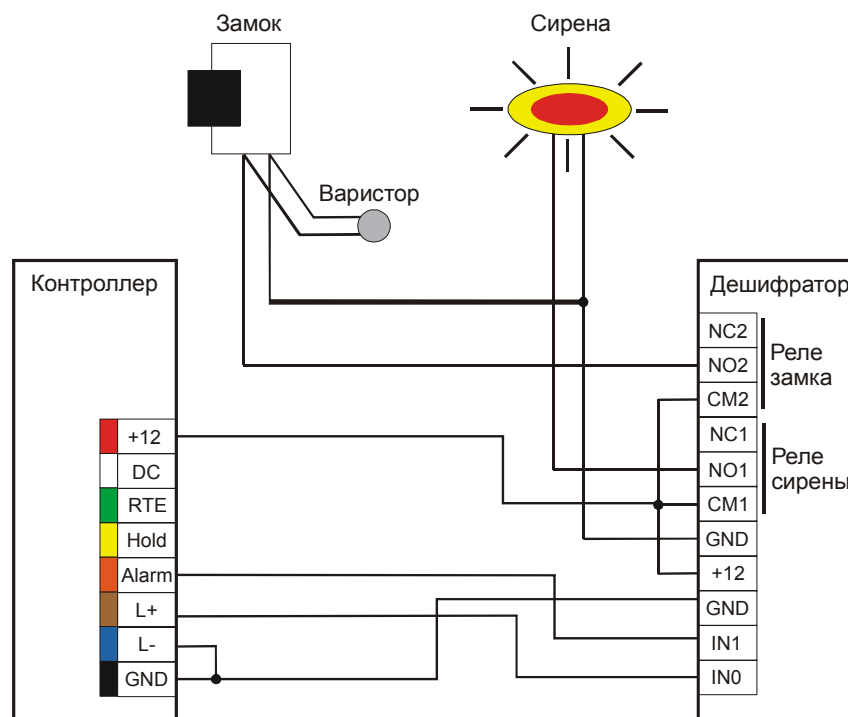 Замок
Сирена
Варистор
Контроллер
+12
DC
RTE
Hold
Alarm
L+
L-
GND
Дешифратор
NC2
NO2
CM2
NC1
NO1
CM1
GND
+12
GND
IN1
IN0
Реле
замка
Реле
сирены